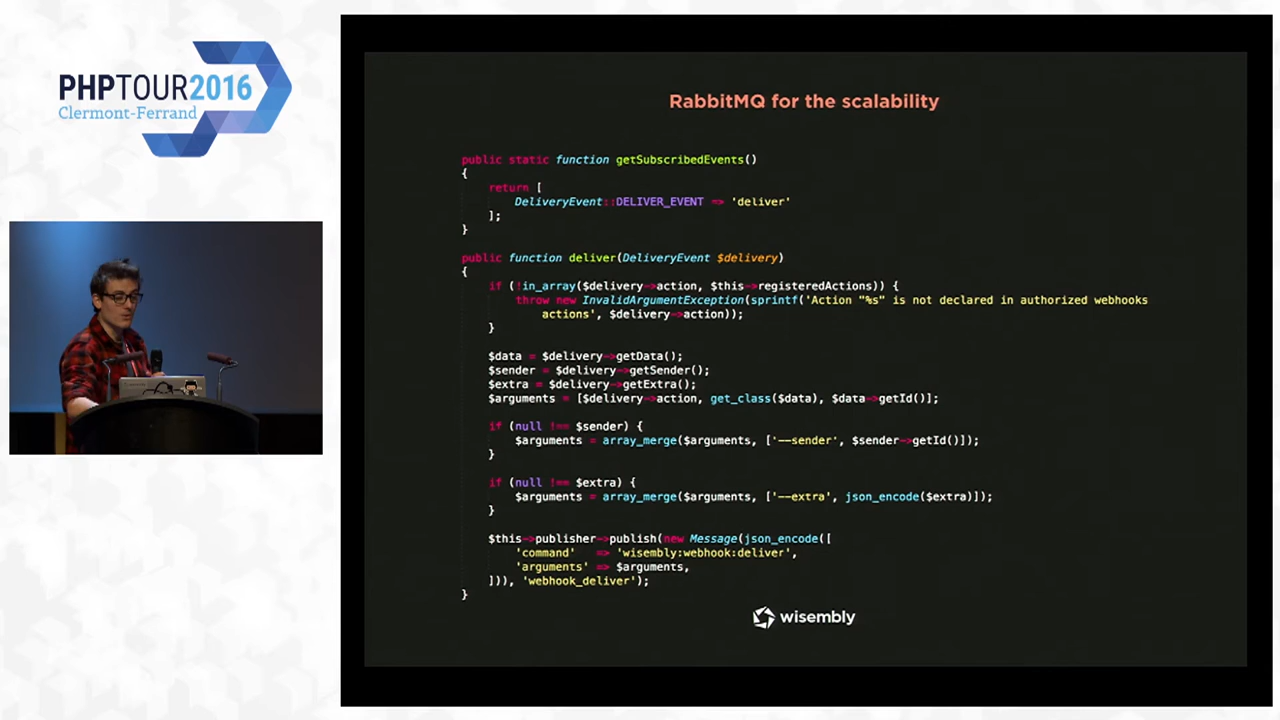 PHPTOUR2016
Clermont-Ferrand
RabbitMQ for the scalability
public static function getSubscribedEvents()
{
    return [
        DeliveryEvent::DELIVER_EVENT => 'deliver'
    ];
}
public function deliver(DeliveryEvent $delivery)
{
    if (!in_array($delivery->action, $this->registeredActions)) {
        throw new InvalidArgumentException(sprintf('Action "%s" is not declared in authorized webhooks
            actions', $delivery->action));
    }
    $data = $delivery->getData();
    $sender = $delivery->getSender();
    $extra = $delivery->getExtra();
    $arguments = [$delivery->action, get_class($data), $data->getId()];
    if (null !== $sender) {
        $arguments = array_merge($arguments, ['--sender', $sender->getId()]);
    }
    if (null !== $extra) {
        $arguments = array_merge($arguments, ['--extra', json_encode($extra)]);
    }
    $this->publisher->publish(new Message(json_encode([
        'command'   => 'wisembly:webhook:deliver',
        'arguments' => $arguments,
    ])), 'webhook_deliver');
}
wisembly